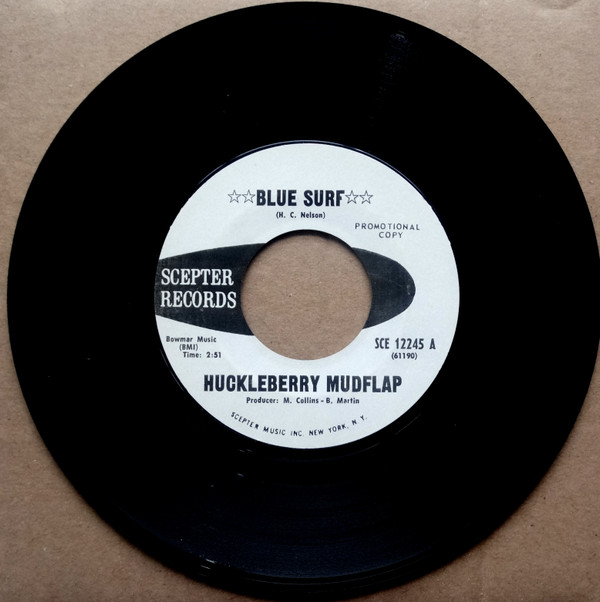 ☆☆BLUE SURF☆☆
(H. C. Nelson)
PROMOTIONAL
COPY
SCEPTER
RECORDS
Bowmar Music
(BMI)
Time: 2:51
SCE 12245 A
(61190)
HUCKLEBERRY MUDFLAP
Producer: M. Collins - B. Martin
SCEPTER MUSIC INC. NEW YORK, N. Y.